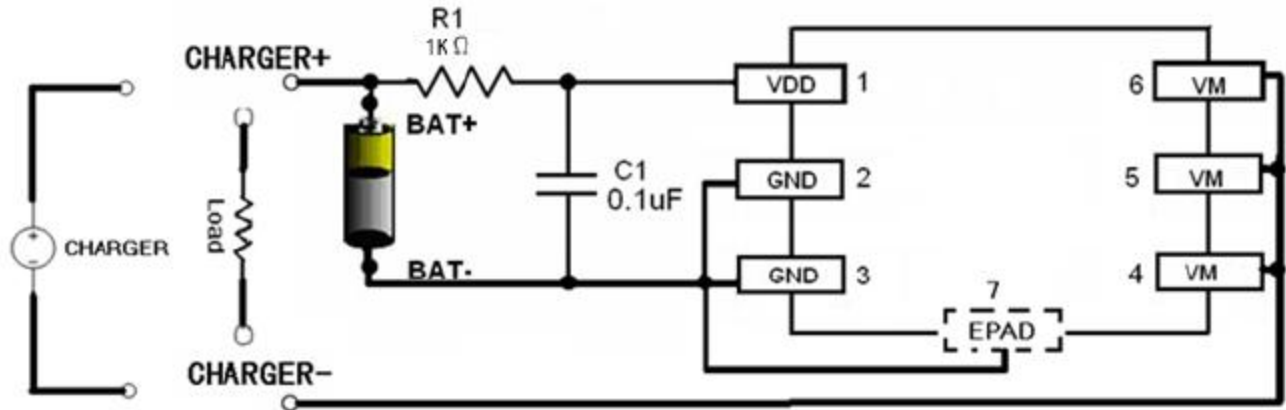 R1
1K Ω
CHARGER+
VDD 1
6 VM
BAT+
Load
C1
0.1uF
GND 2
5 VM
+
-
CHARGER
BAT-
GND 3
4 VM
7
EPAD
CHARGER-